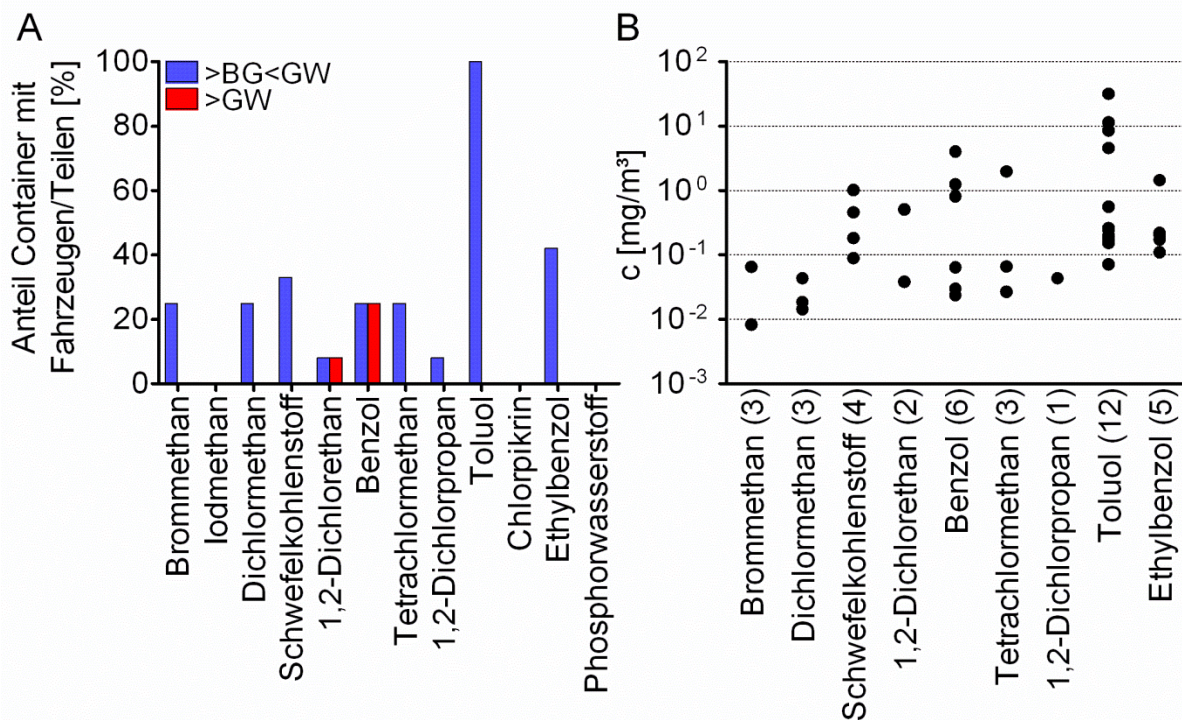 A
Anteil Container mit
Fahrzeugen/Teilen [%]
100
80
60
40
20
0
>BG<GW
>GW
Brommethan
Iodmethan
Dichlormethan
Schwefelkohlenstoff
1,2-Dichlorethan
Benzol
Tetrachlormethan
1,2-Dichlorpropan
Toluol
Chlorpikrin
Ethylbenzol
Phosphorwasserstoff
B
c [mg/m³]
10²
10¹
10⁰
10⁻¹
10⁻²
10⁻³
Brommethan (3)
Dichlormethan (3)
Schwefelkohlenstoff (4)
1,2-Dichlorethan (2)
Benzol (6)
Tetrachlormethan (3)
1,2-Dichlorpropan (1)
Toluol (12)
Ethylbenzol (5)